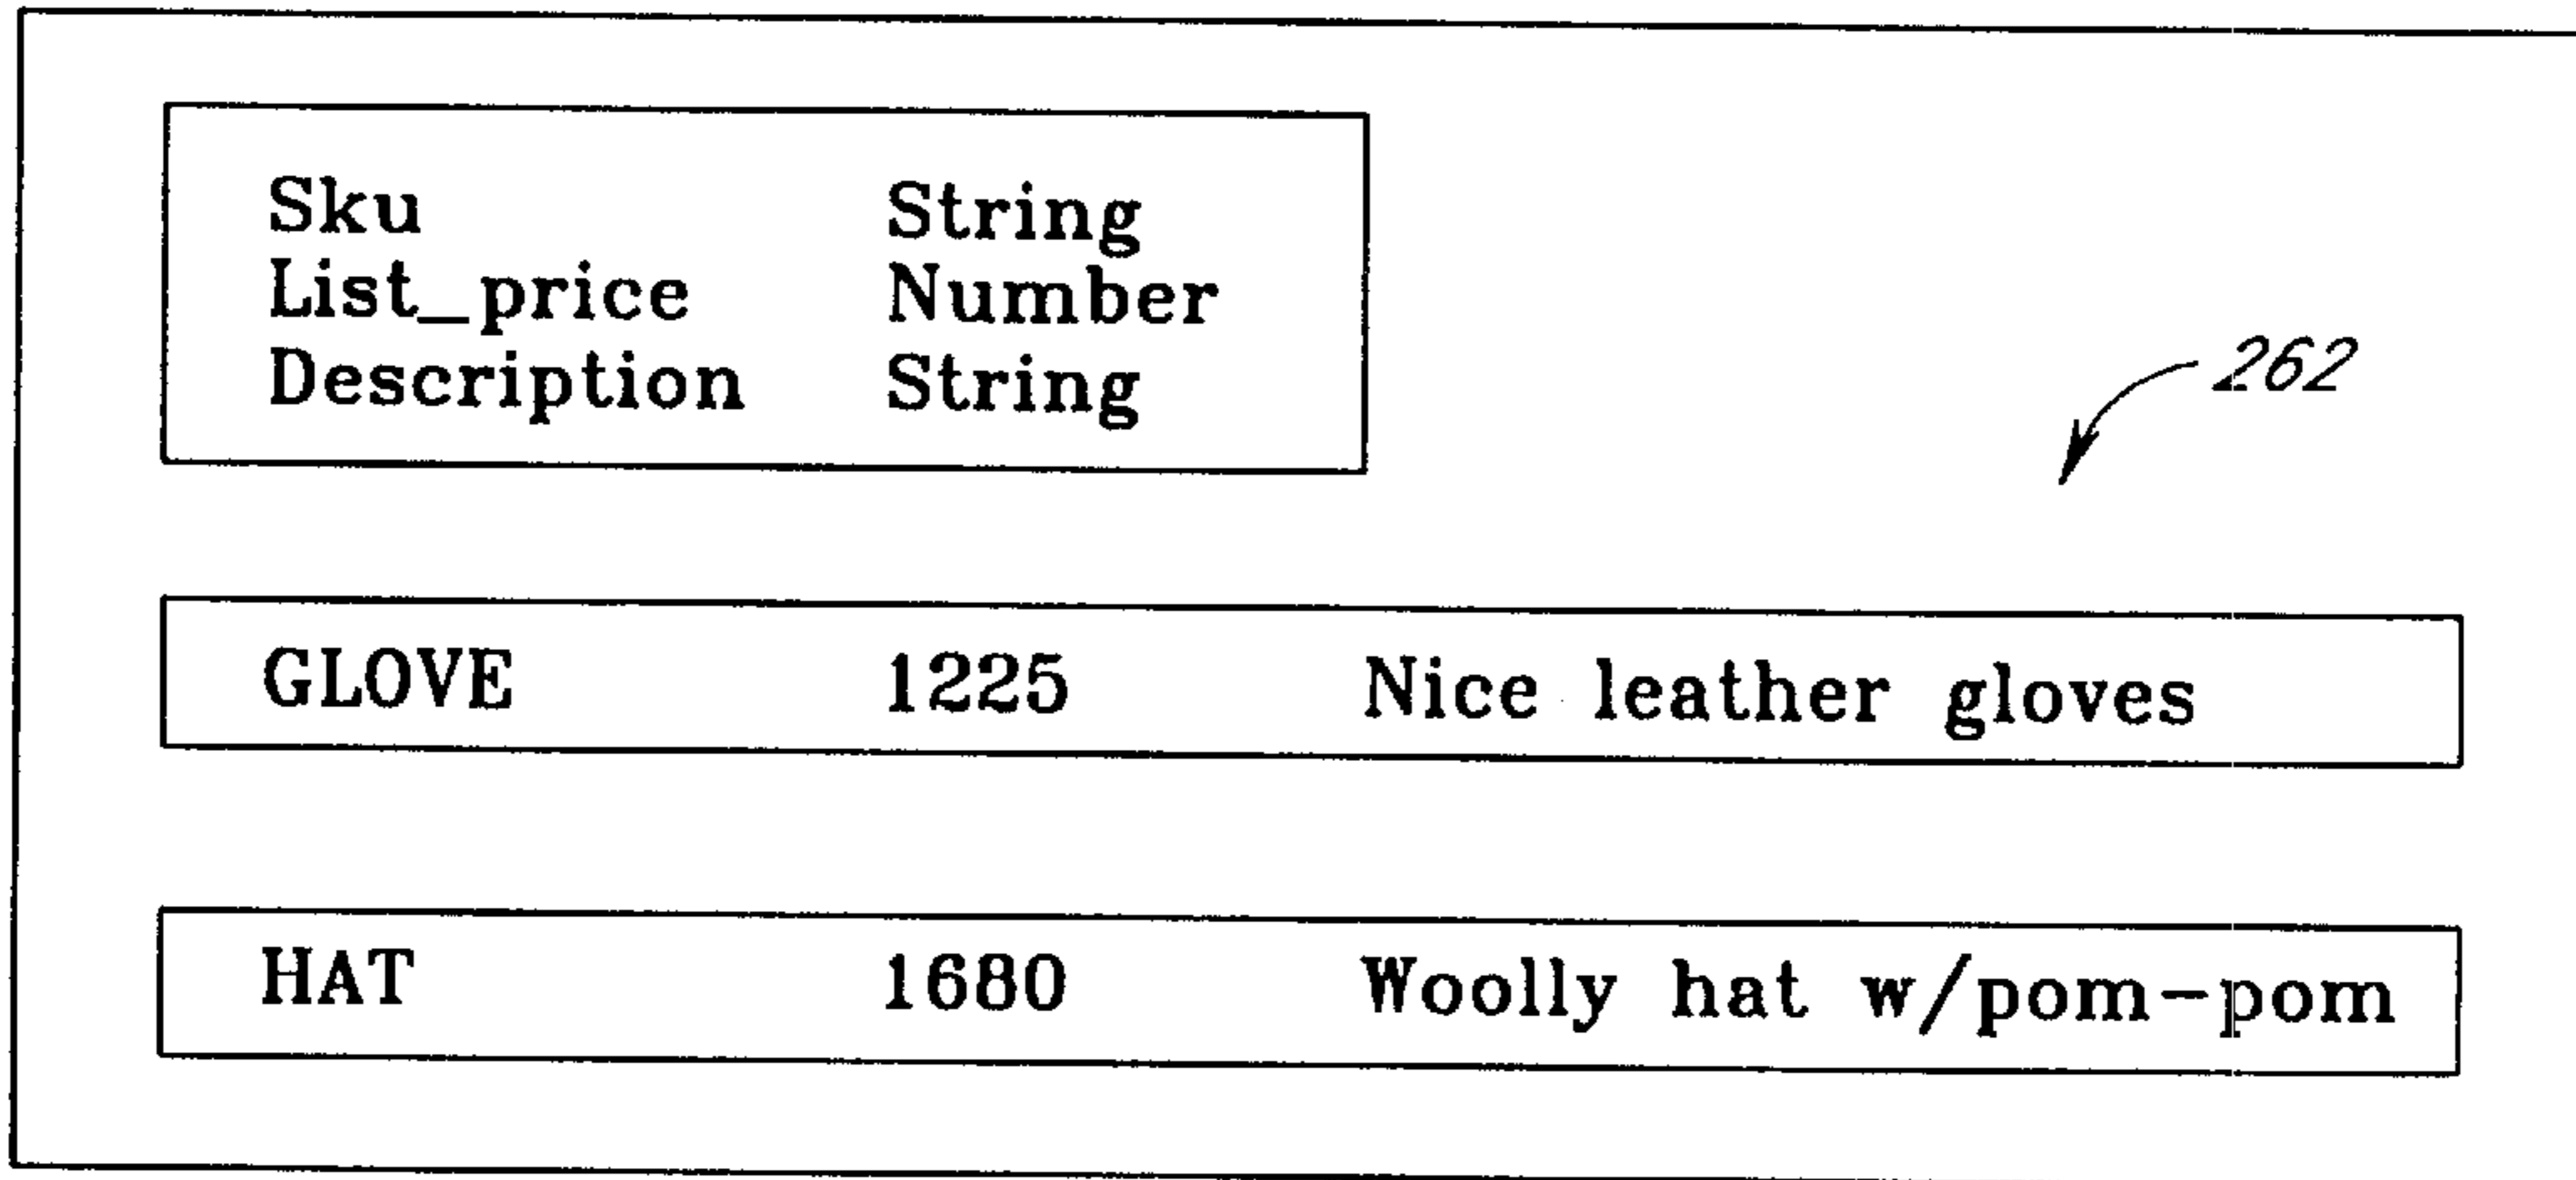 Sku String
List_price Number
Description String
262
GLOVE 1225 Nice leather gloves
HAT 1680 Woolly hat w/pom-pom